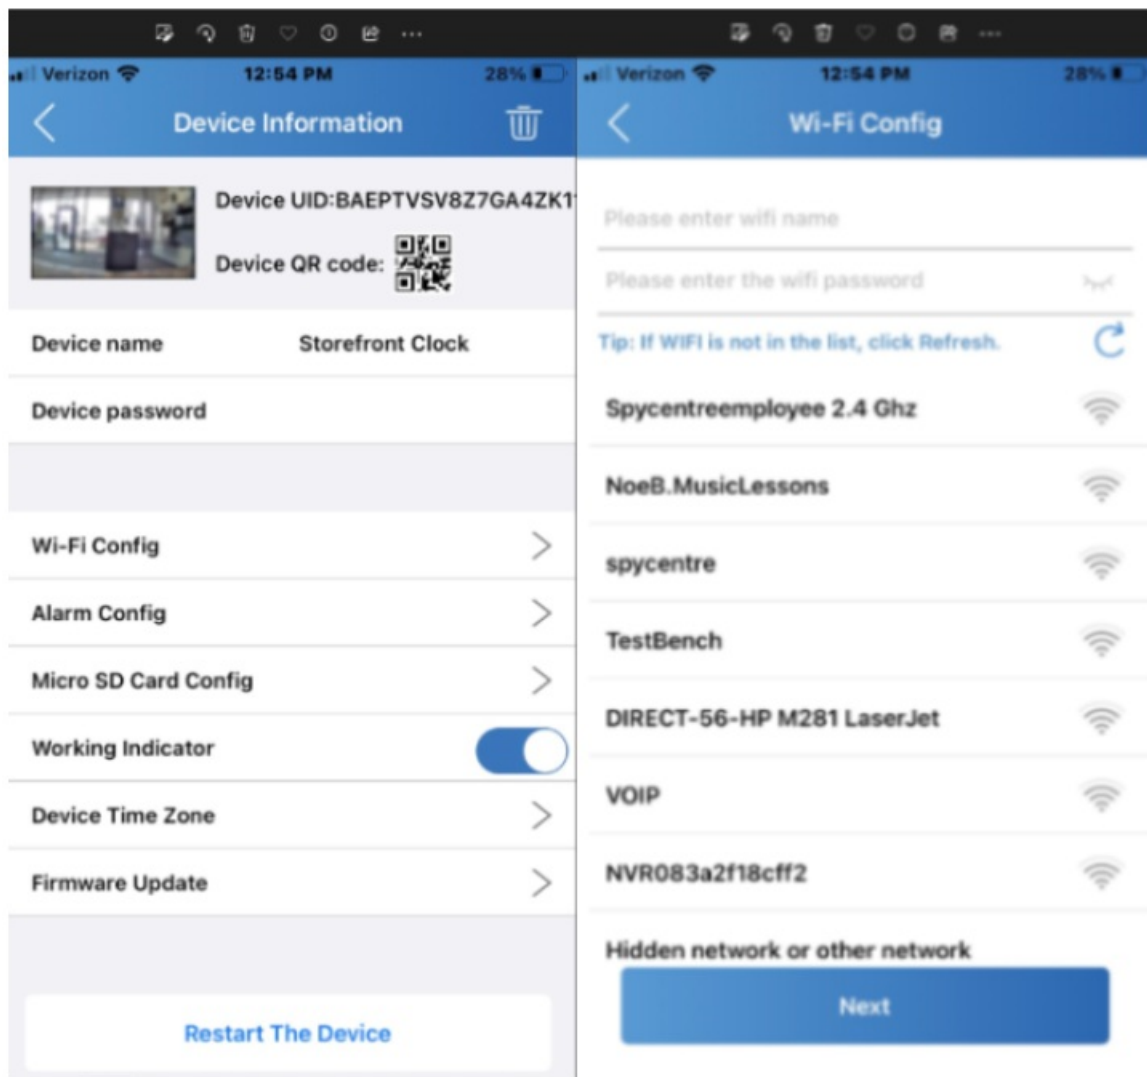 Verizon 12:54 PM 28%
Device Information
Device UID:BAEPTVSV8Z7GA4ZK11
Device QR code:
Device name Storefront Clock
Device password
Wi-Fi Config
Alarm Config
Micro SD Card Config
Working Indicator
Device Time Zone
Firmware Update
Restart The Device
Verizon 12:54 PM 28%
Wi-Fi Config
Please enter wifi name
Please enter the wifi password
Tip: If WIFI is not in the list, click Refresh.
Spycentreemployee 2.4 Ghz
NoeB.MusicLessons
spycentre
TestBench
DIRECT-56-HP M281 LaserJet
VOIP
NVR083a2f18cff2
Hidden network or other network
Next